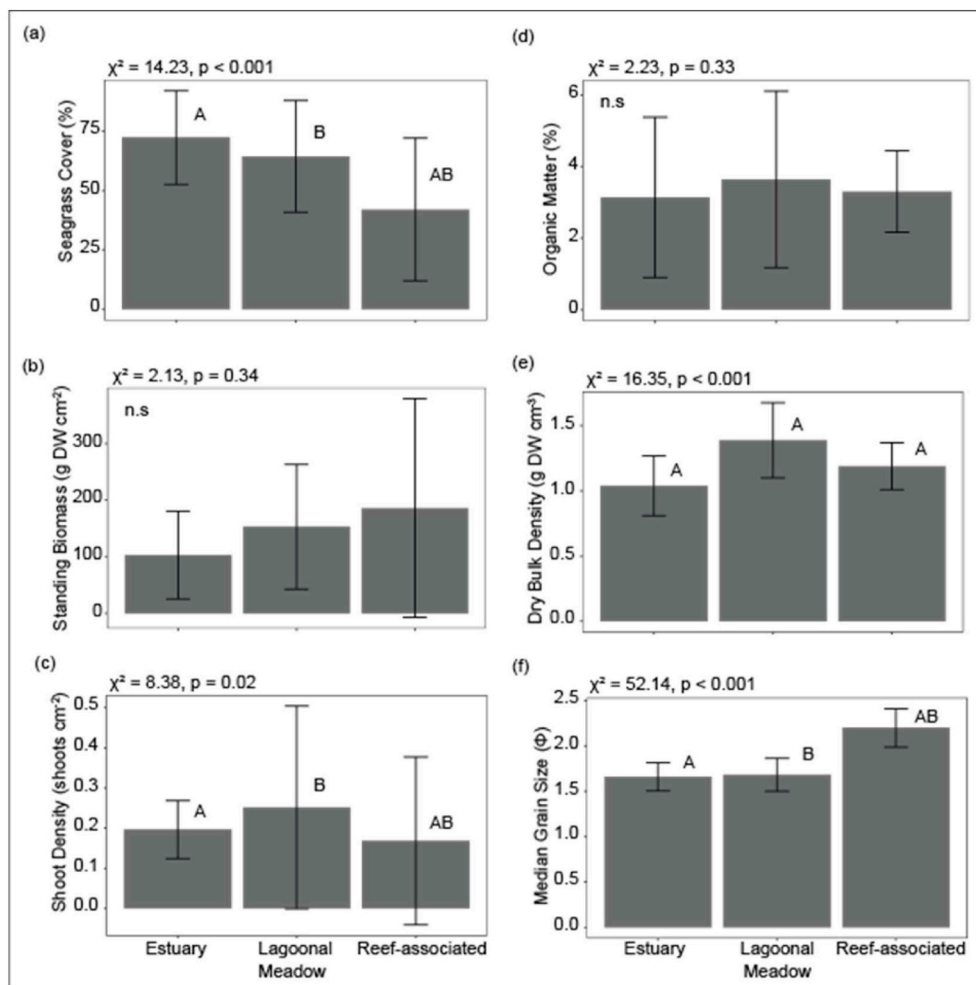 (a)
χ² = 14.23, p < 0.001
Seagrass Cover (%)
75
50
25
0
A
B
AB
(b)
χ² = 2.13, p = 0.34
n.s
Standing Biomass (g DW cm⁻²)
300
200
100
0
(c)
χ² = 8.38, p = 0.02
Shoot Density (shoots cm⁻²)
0.5
0.4
0.3
0.2
0.1
0.0
A
B
AB
Estuary Lagoonal Reef-associated
Meadow
(d)
χ² = 2.23, p = 0.33
n.s
Organic Matter (%)
6
4
2
0
(e)
χ² = 16.35, p < 0.001
Dry Bulk Density (g DW cm³)
1.5
1.0
0.5
0.0
A
A
A
(f)
χ² = 52.14, p < 0.001
Median Grain Size (Φ)
2.5
2.0
1.5
1.0
0.5
0.0
A
B
AB
Estuary Lagoonal Reef-associated
Meadow